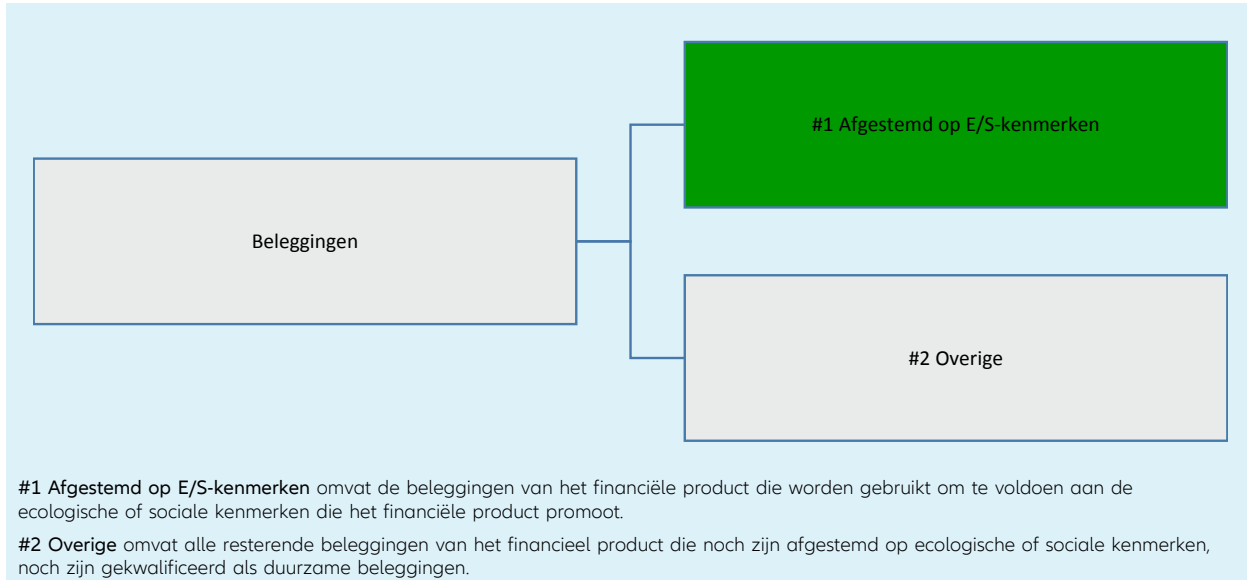 #1 Afgestemd op E/S-kenmerken
Beleggingen
#2 Overige
#1 Afgestemd op E/S-kenmerken omvat de beleggingen van het financiële product die worden gebruikt om te voldoen aan de
ecologische of sociale kenmerken die het financiële product promoot.
#2 Overige omvat alle resterende beleggingen van het financieel product die noch zijn afgestemd op ecologische of sociale kenmerken,
noch zijn gekwalificeerd als duurzame beleggingen.